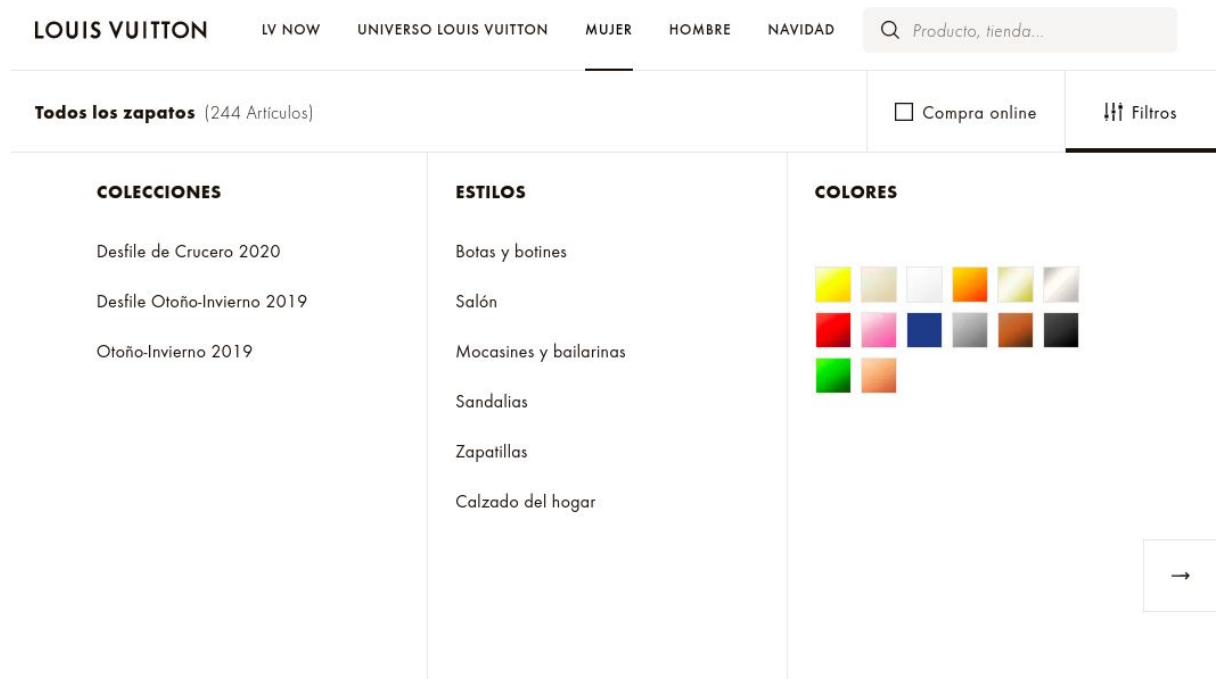 LOUIS VUITTON LV NOW UNIVERSO LOUIS VUITTON MUJER HOMBRE NAVIDAD Producto, tienda...
Todos los zapatos (244 Artículos) Compra online Filtros
COLECCIONES
Desfile de Crucero 2020
Desfile Otoño-Invierno 2019
Otoño-Invierno 2019
ESTILOS
Botas y botines
Salón
Mocasines y bailarinas
Sandalias
Zapatillas
Calzado del hogar
COLORES
→